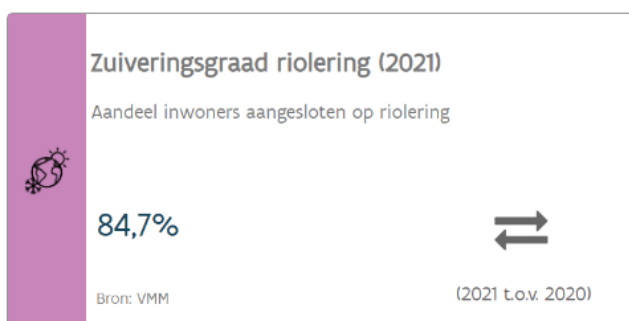 Zuiveringsgraad riolering (2021)
Aandeel inwoners aangesloten op riolering
84,7%
Bron: VMM
(2021 t.o.v. 2020)